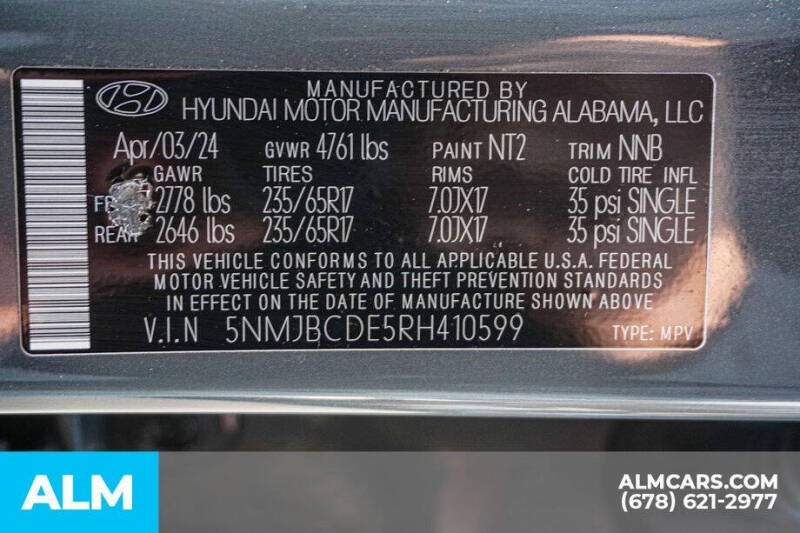 MANUFACTURED BY
HYUNDAI MOTOR MANUFACTURING ALABAMA, LLC
Apr/03/24 GVWR 4761 lbs PAINT NT2 TRIM NNB
GAWR TIRES RIMS COLD TIRE INFL
2778 lbs 235/65R17 7.0JX17 35 psi SINGLE
REAR 2646 lbs 235/65R17 7.0JX17 35 psi SINGLE
THIS VEHICLE CONFORMS TO ALL APPLICABLE U.S.A. FEDERAL
MOTOR VEHICLE SAFETY AND THEFT PREVENTION STANDARDS
IN EFFECT ON THE DATE OF MANUFACTURE SHOWN ABOVE
V.I.N 5NMJBCDE5RH410599 TYPE: MPV
ALM
ALMCARS.COM
(678) 621-2977